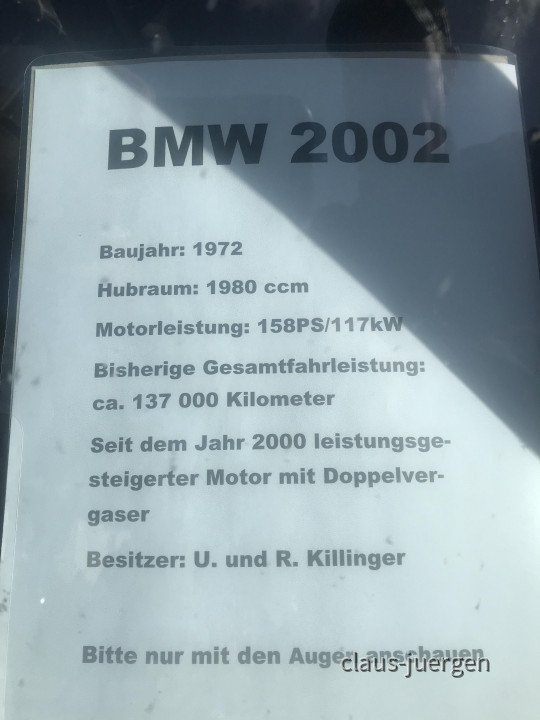 BMW 2002
Baujahr: 1972
Hubraum: 1980 ccm
Motorleistung: 158PS/117kW
Bisherige Gesamtfahrleistung:
ca. 137 000 Kilometer
Seit dem Jahr 2000 leistungsge-
steigerter Motor mit Doppelver-
gaser
Besitzer: U. und R. Killinger
Bitte nur mit den Augen anschauen
claus-juergen